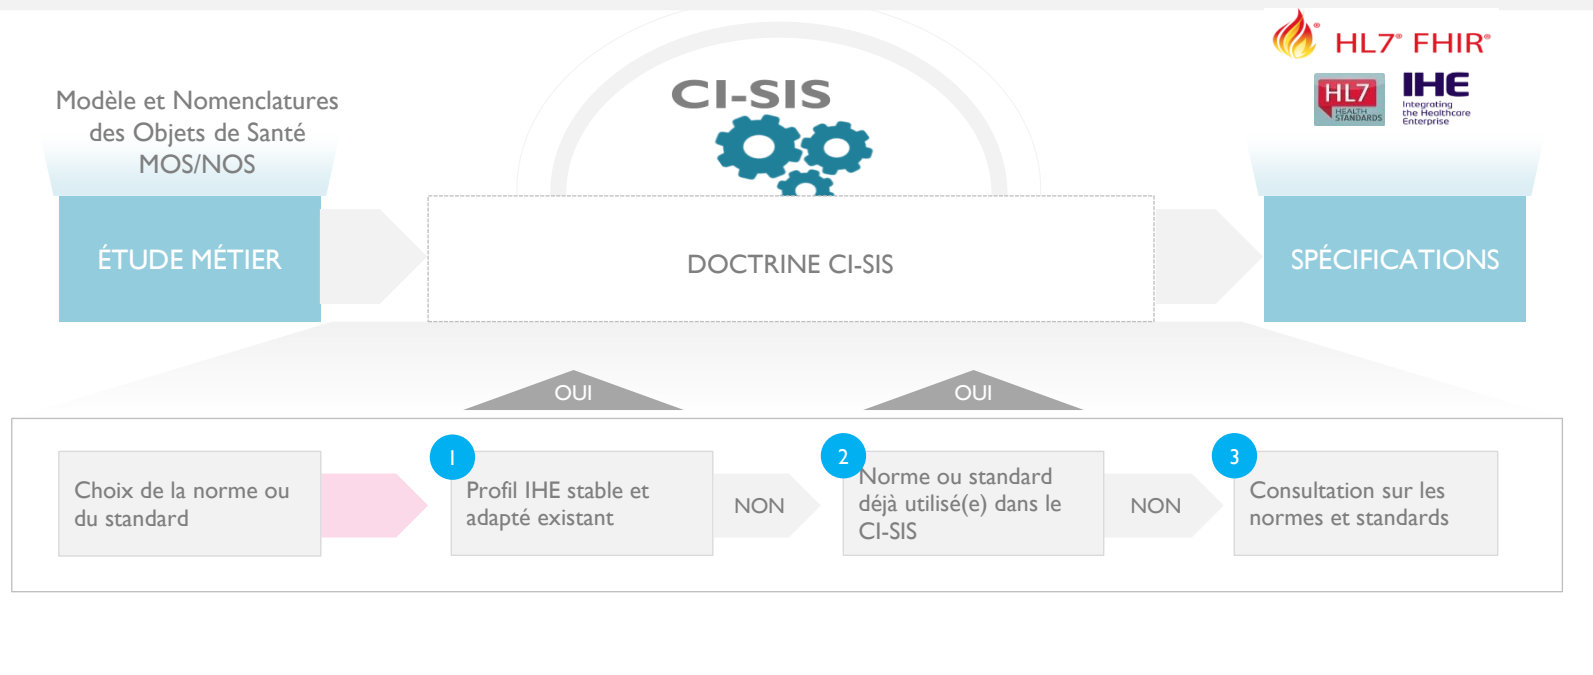 Modèle et Nomenclatures
des Objets de Santé
MOS/NOS
CI-SIS
HL7® FHIR®
HL7
HEALTH
STANDARDS
IHE
Integrating
the Healthcare
Enterprise
ÉTUDE MÉTIER
DOCTRINE CI-SIS
SPÉCIFICATIONS
OUI
OUI
Choix de la norme ou
du standard
1
Profil IHE stable et
adapté existant
NON
2
Norme ou standard
déjà utilisé(e) dans le
CI-SIS
NON
3
Consultation sur les
normes et standards